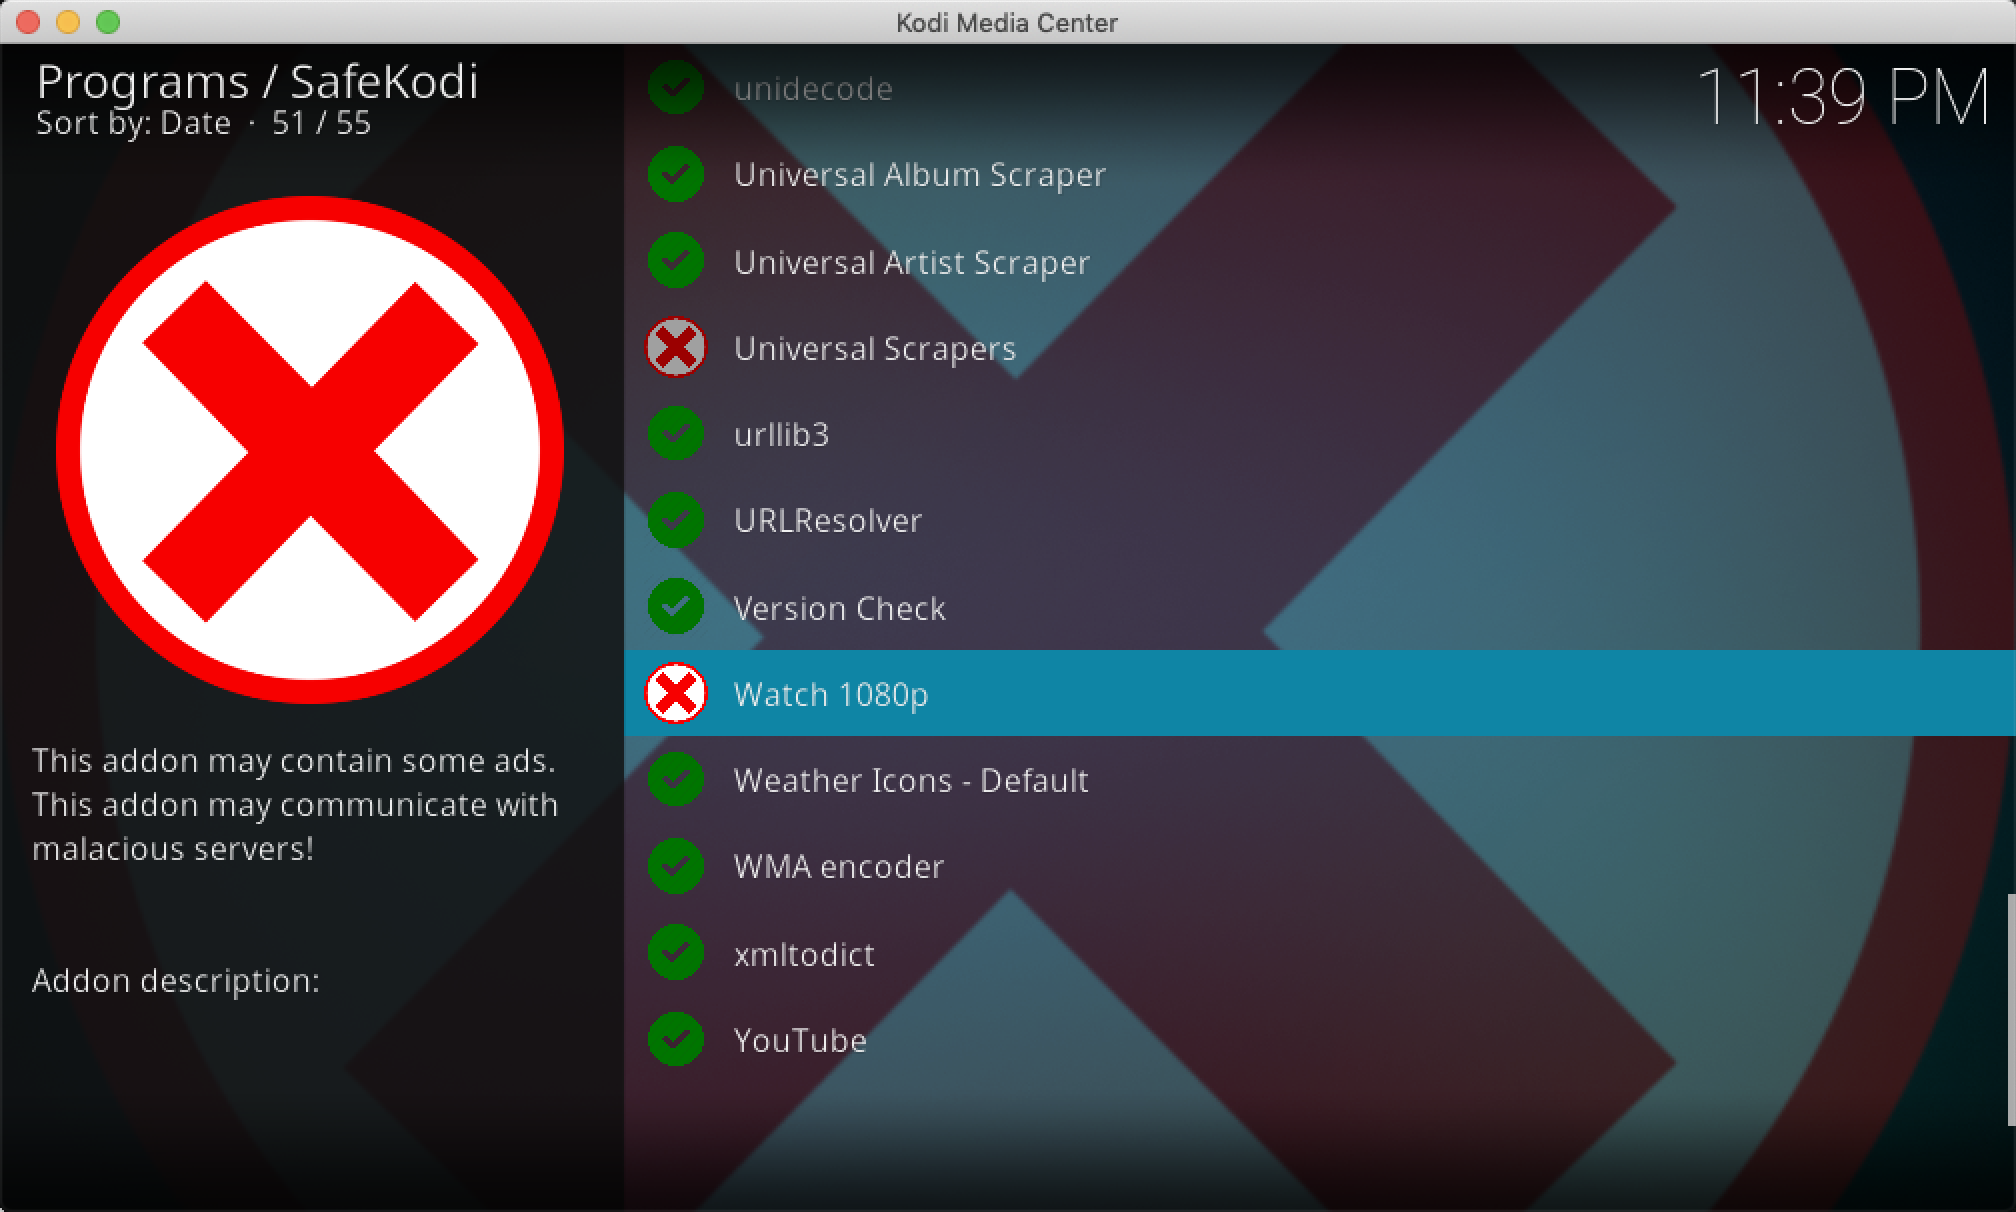 Kodi Media Center
Programs / SafeKodi
Sort by: Date · 51 / 55
11:39 PM
unidecode
Universal Album Scraper
Universal Artist Scraper
Universal Scrapers
urllib3
URLResolver
Version Check
Watch 1080p
Weather Icons - Default
WMA encoder
xmltodict
YouTube
This addon may contain some ads.
This addon may communicate with
malacious servers!
Addon description: